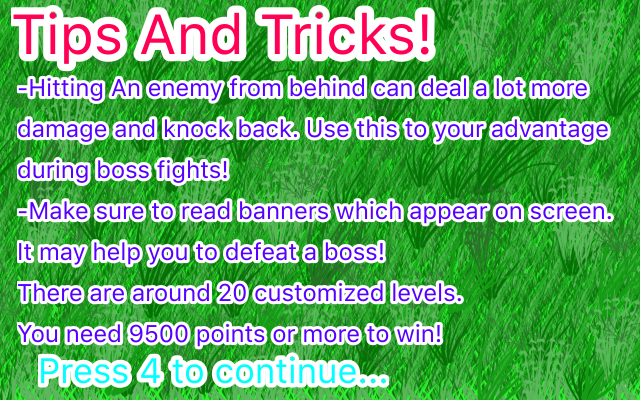 Tips And Tricks!
-Hitting An enemy from behind can deal a lot more
damage and knock back. Use this to your advantage
during boss fights!
-Make sure to read banners which appear on screen.
It may help you to defeat a boss!
There are around 20 customized levels.
You need 9500 points or more to win!
Press 4 to continue...